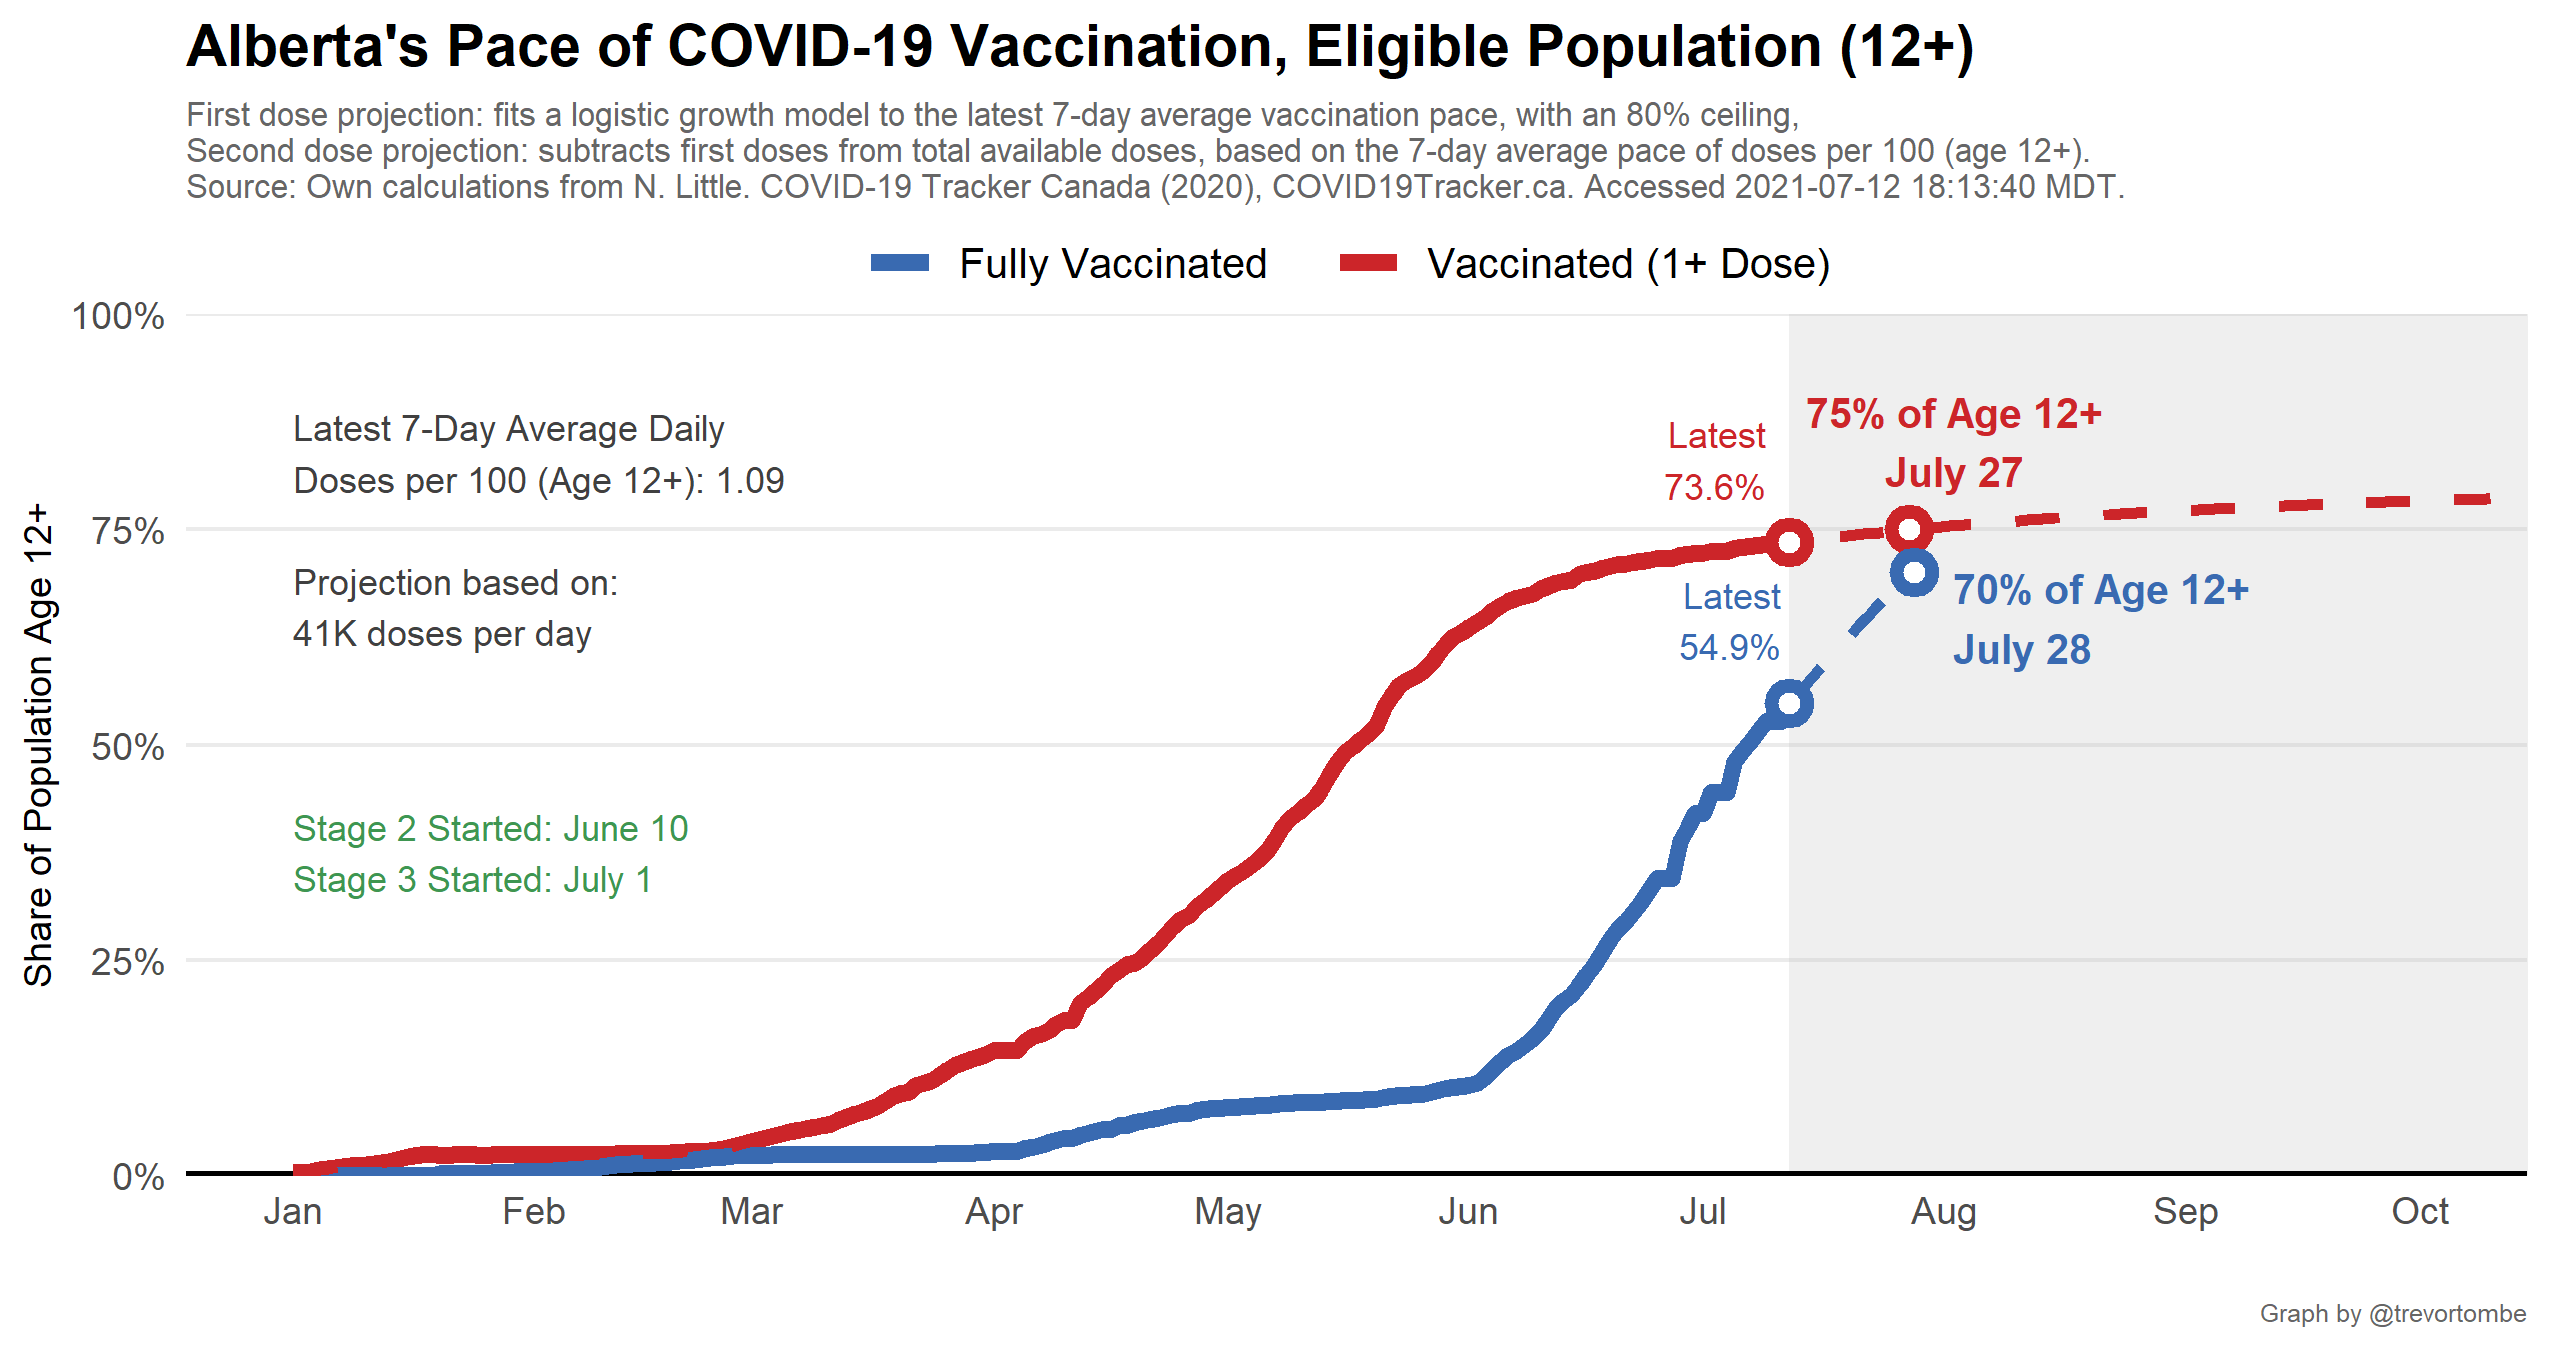 Alberta's Pace of COVID-19 Vaccination, Eligible Population (12+)
First dose projection: fits a logistic growth model to the latest 7-day average vaccination pace, with an 80% ceiling,
Second dose projection: subtracts first doses from total available doses, based on the 7-day average pace of doses per 100 (age 12+).
Source: Own calculations from N. Little. COVID-19 Tracker Canada (2020), COVID19Tracker.ca. Accessed 2021-07-12 18:13:40 MDT.
Fully Vaccinated
Vaccinated (1+ Dose)
Share of Population Age 12+
100%
75%
50%
25%
0%
Latest 7-Day Average Daily
Doses per 100 (Age 12+): 1.09
Projection based on:
41K doses per day
Stage 2 Started: June 10
Stage 3 Started: July 1
Latest
73.6%
75% of Age 12+
July 27
Latest
54.9%
70% of Age 12+
July 28
Jan
Feb
Mar
Apr
May
Jun
Jul
Aug
Sep
Oct
Graph by @trevortombe